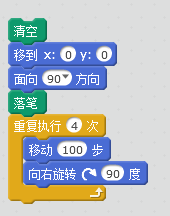 清空
移到 x: 0 y: 0
面向 90 方向
落笔
重复执行 4 次
移动 100 步
向右旋转 90 度